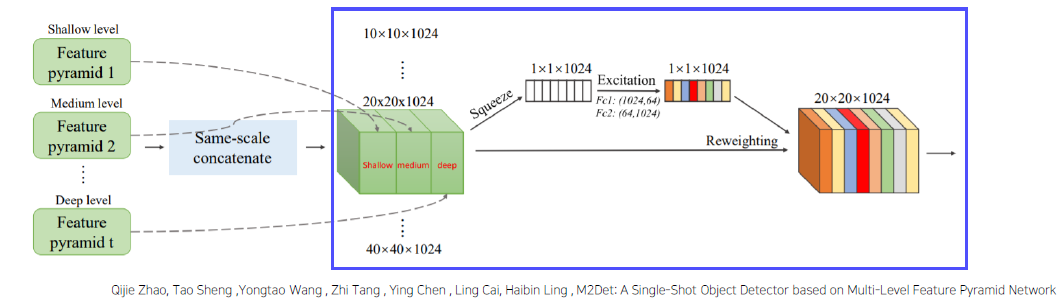 Shallow level
Feature
pyramid 1
Medium level
Feature
pyramid 2
Deep level
Feature
pyramid t
Same-scale
concatenate
10×10×1024
20x20x1024
Shallow medium deep
40×40×1024
Squeeze
1×1×1024
Excitation
Fc1: (1024,64)
Fc2: (64,1024)
1×1×1024
Reweighting
20×20×1024
Qijie Zhao, Tao Sheng ,Yongtao Wang , Zhi Tang , Ying Chen , Ling Cai, Haibin Ling , M2Det: A Single-Shot Object Detector based on Multi-Level Feature Pyramid Network